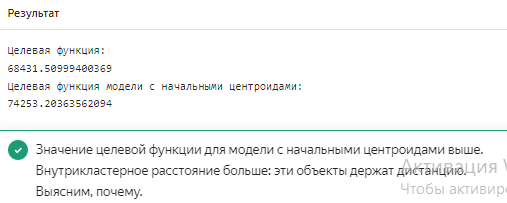 Результат
Целевая функция:
68431.50999400369
Целевая функция модели с начальными центроидами:
74253.20363562094
Значение целевой функции для модели с начальными центроидами выше.
Внутрикластерное расстояние больше: эти объекты держат дистанцию.
Выясним, почему.
Активация W
Чтобы активир